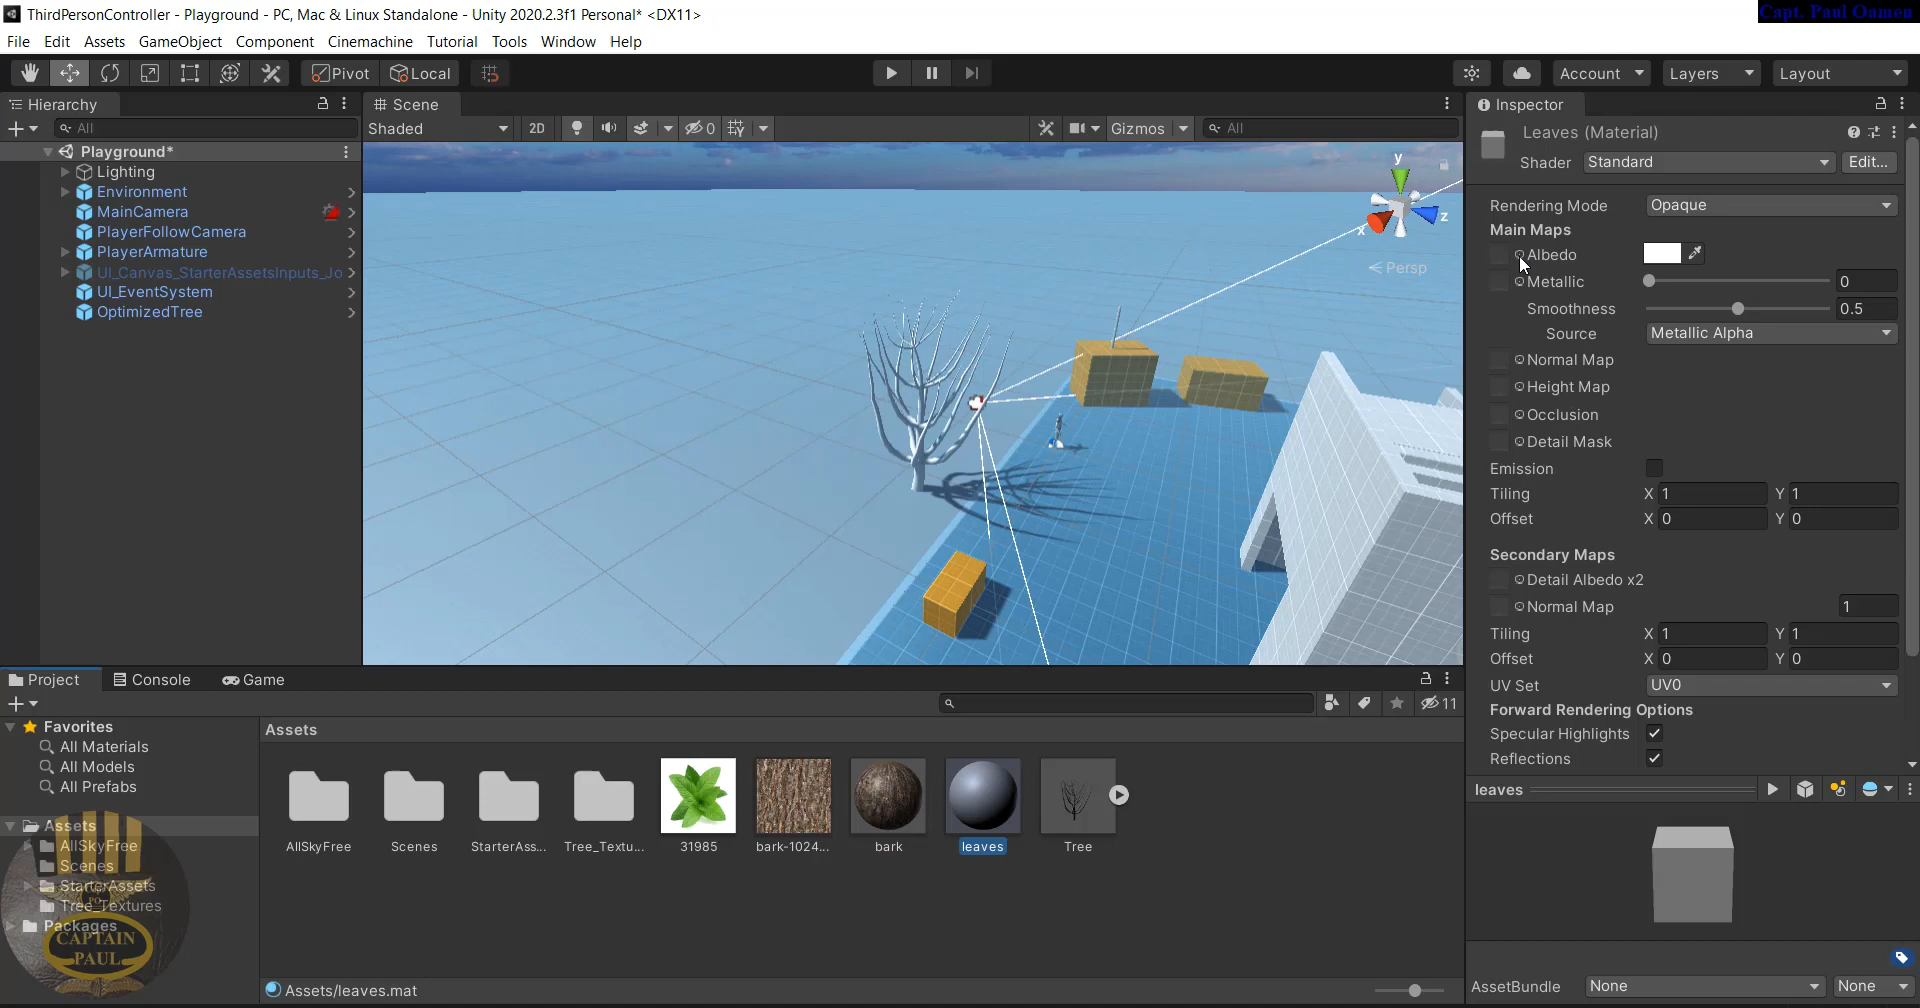 ThirdPersonController - Playground - PC, Mac & Linux Standalone - Unity 2020.2.3f1 Personal* <DX11>
Capt. Paul Oamen
File Edit Assets GameObject Component Cinemachine Tutorial Tools Window Help
Pivot Local Account Layers Layout
Hierarchy
All
Playground*
Lighting
Environment
MainCamera
PlayerFollowCamera
PlayerArmature
UI_Canvas_StarterAssetsInputs_Jo
UI_EventSystem
OptimizedTree
Scene
Shaded 2D 0 Gizmos All
y
z
x
Persp
Inspector
Leaves (Material)
Shader Standard Edit...
Rendering Mode Opaque
Main Maps
Albedo
Metallic 0
Smoothness 0.5
Source Metallic Alpha
Normal Map
Height Map
Occlusion
Detail Mask
Emission
Tiling X 1 Y 1
Offset X 0 Y 0
Secondary Maps
Detail Albedo x2
Normal Map 1
Tiling X 1 Y 1
Offset X 0 Y 0
UV Set UV0
Forward Rendering Options
Specular Highlights
Reflections
leaves
AssetBundle None None
Project Console Game
11
Favorites
All Materials
All Models
All Prefabs
Assets
AllSkyFree
Scenes
StarterAssets
Tree_Textures
Packages
CAPTAIN
PAUL
Assets
AllSkyFree Scenes StarterAss... Tree_Textu... 31985 bark-1024... bark leaves Tree
Assets/leaves.mat